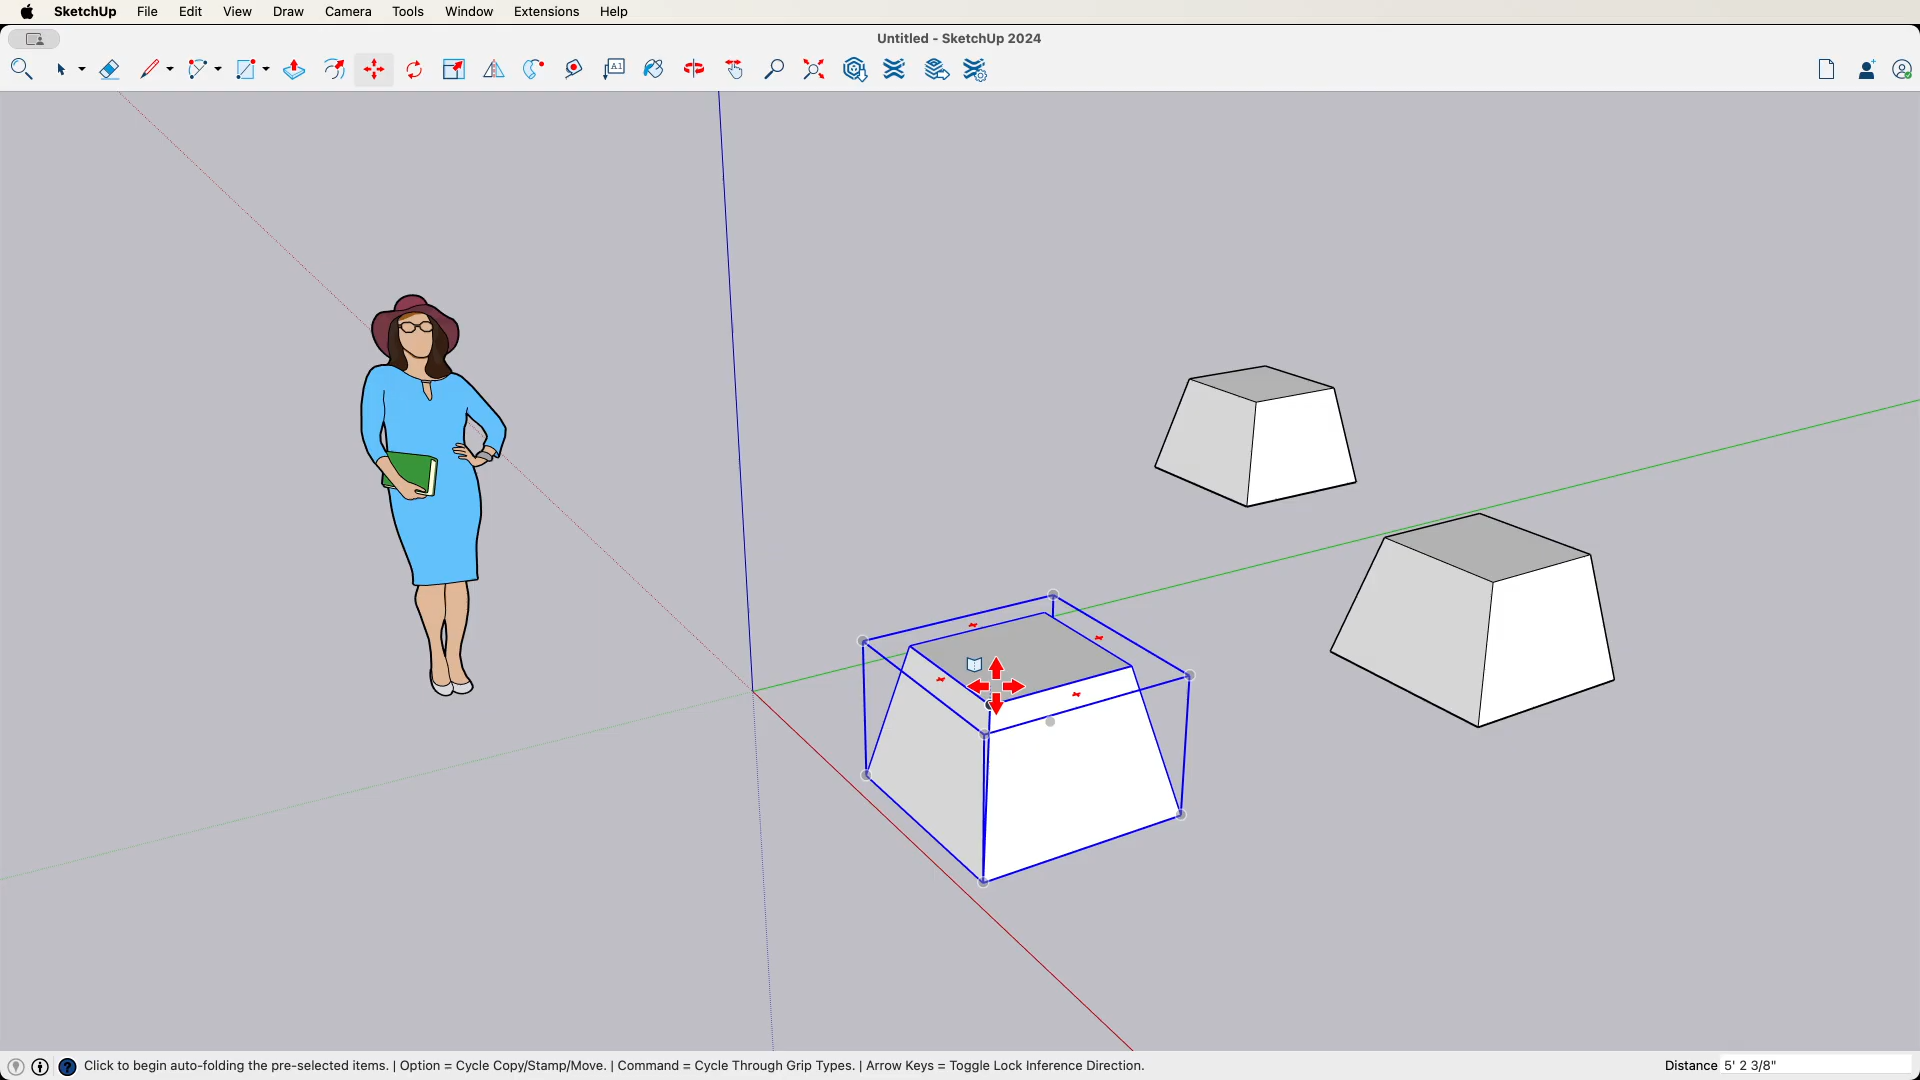 SketchUp File Edit View Draw Camera Tools Window Extensions Help
Untitled - SketchUp 2024
A1
Click to begin auto-folding the pre-selected items. | Option = Cycle Copy/Stamp/Move. | Command = Cycle Through Grip Types. | Arrow Keys = Toggle Lock Inference Direction.
Distance 5' 2 3/8"